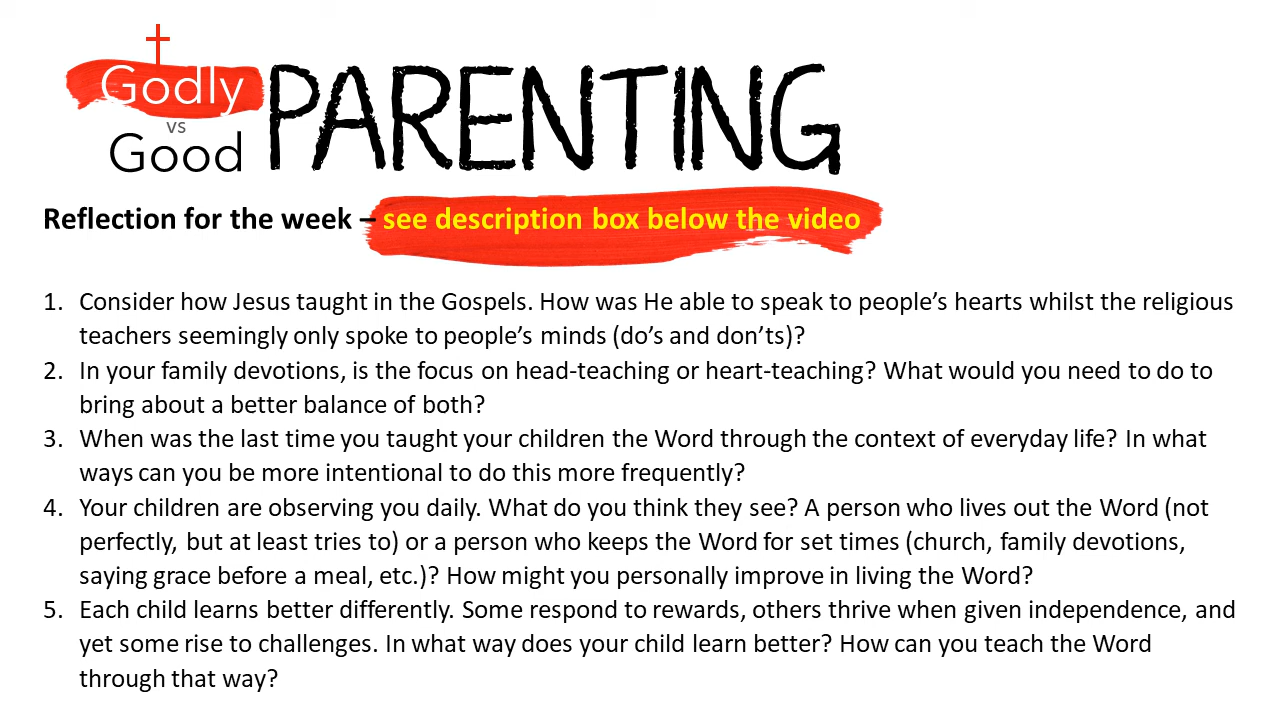 Godly
vs
Good
PARENTING
Reflection for the week – see description box below the video
1. Consider how Jesus taught in the Gospels. How was He able to speak to people’s hearts whilst the religious
teachers seemingly only spoke to people’s minds (do’s and don’ts)?
2. In your family devotions, is the focus on head-teaching or heart-teaching? What would you need to do to
bring about a better balance of both?
3. When was the last time you taught your children the Word through the context of everyday life? In what
ways can you be more intentional to do this more frequently?
4. Your children are observing you daily. What do you think they see? A person who lives out the Word (not
perfectly, but at least tries to) or a person who keeps the Word for set times (church, family devotions,
saying grace before a meal, etc.)? How might you personally improve in living the Word?
5. Each child learns better differently. Some respond to rewards, others thrive when given independence, and
yet some rise to challenges. In what way does your child learn better? How can you teach the Word
through that way?